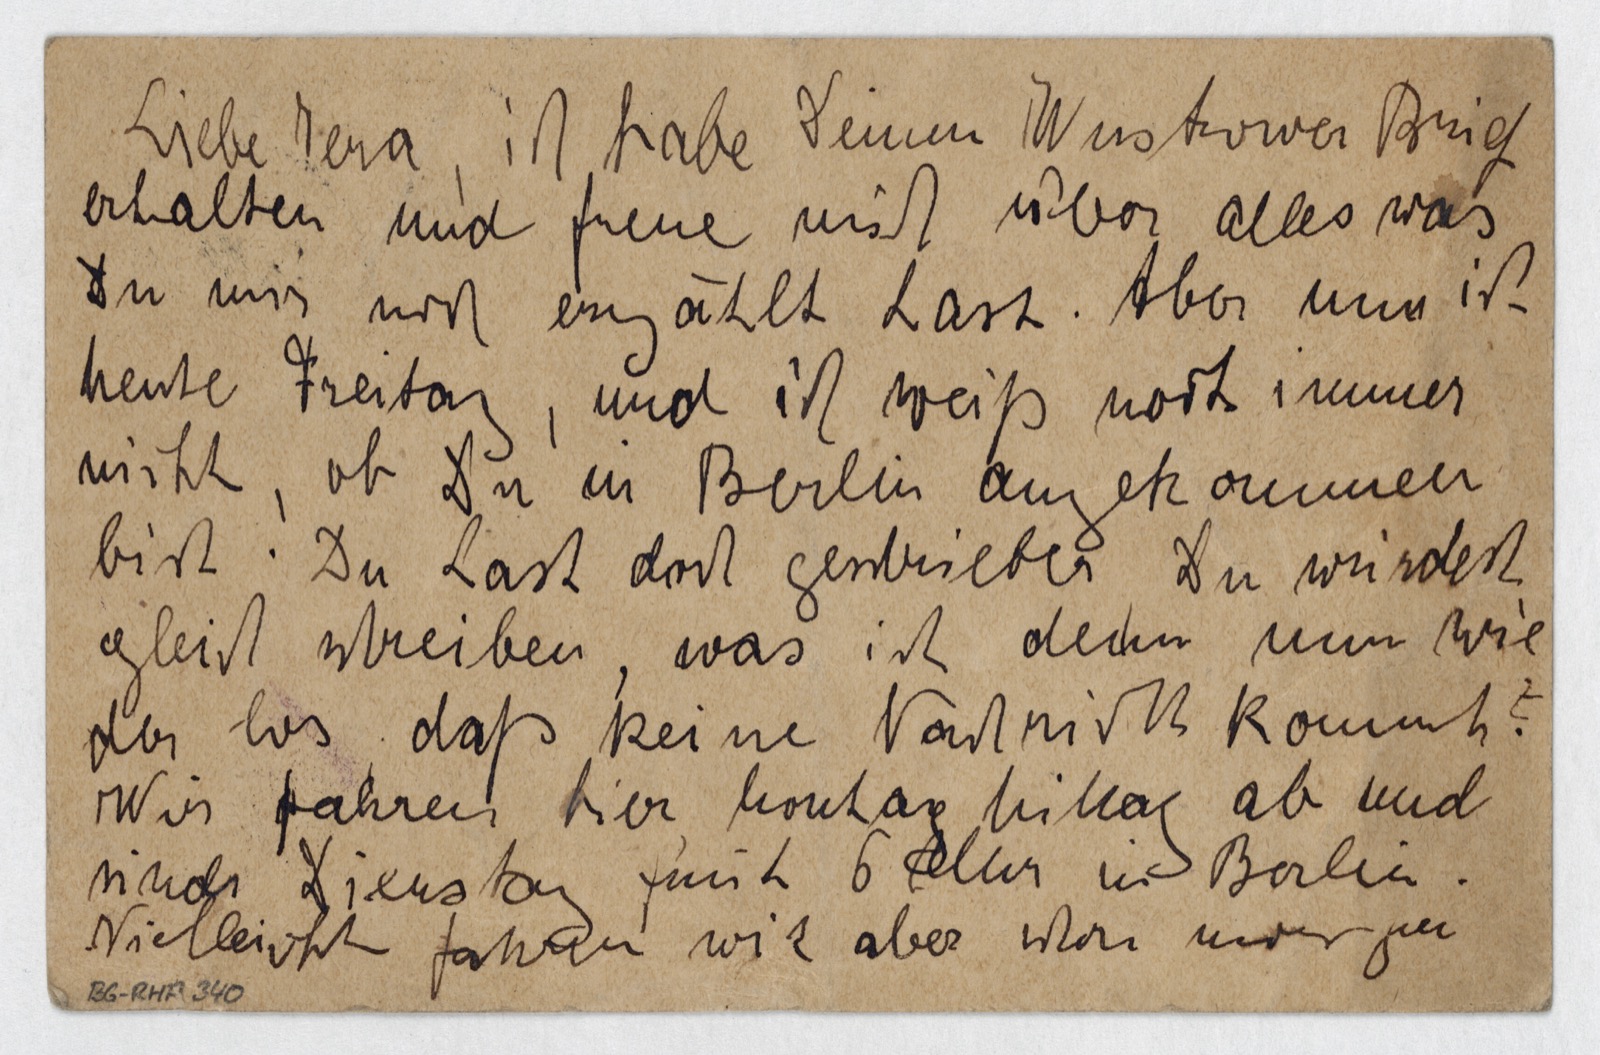 Liebe Vera, ich habe Deinen Wustrower Brief
erhalten und freue mich über alles was
Du mir noch erzählt hast. Aber nun ist
heute Freitag, und ich weiß noch immer
nicht, ob Du in Berlin angekommen
bist. Du hast doch geschrieben Du würdest
gleich schreiben, was ist denn nun wie
der los, daß keine Nachricht kommt?
Wir fahren hier Montag Mittag ab und
sind Dienstag früh 6 Uhr in Berlin.
Vielleicht fahren wir aber schon morgen
BG-RHA 340